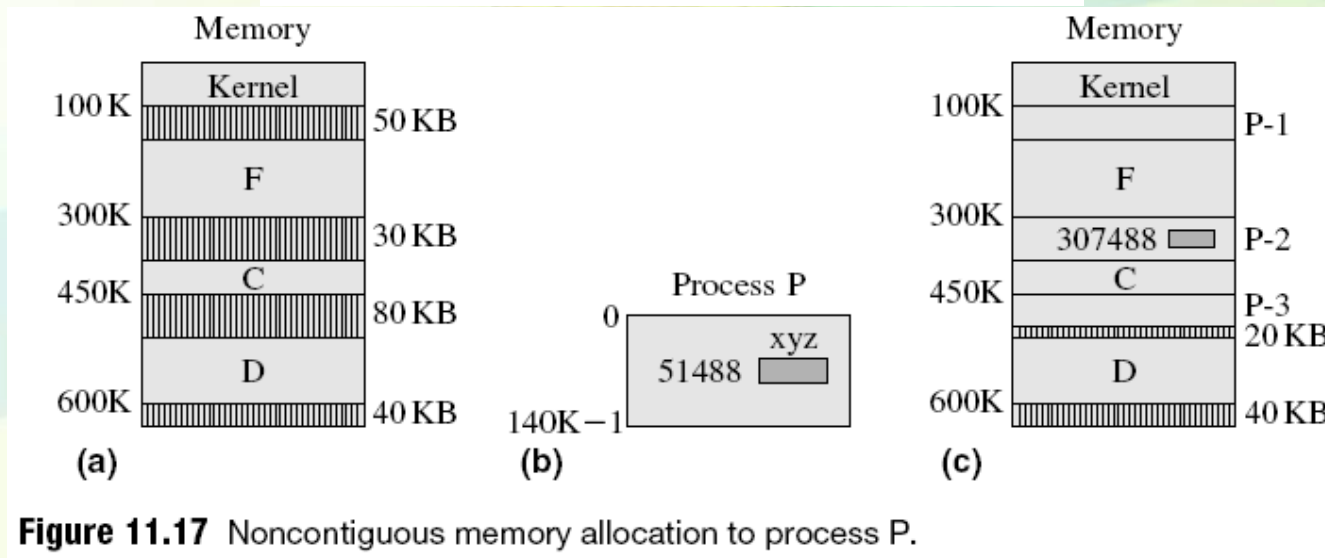 Memory
Kernel
100 K
50 KB
F
300K
30 KB
C
450K
80 KB
D
600K
40 KB
(a)
Process P
0
xyz
51488
140K−1
(b)
Memory
Kernel
100K
P-1
F
300K
307488
P-2
C
450K
P-3
20 KB
D
600K
40 KB
(c)
Figure 11.17 Noncontiguous memory allocation to process P.